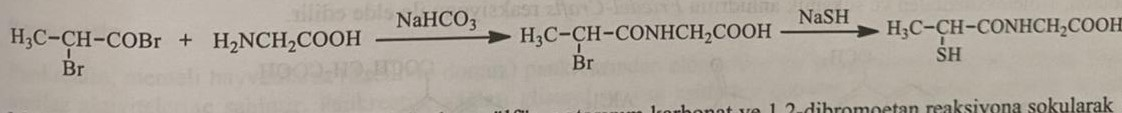 NaHCO₃ NaSH
H₃C-CH-COBr + H₂NCH₂COOH H₃C-CH-CONHCH₂COOH H₃C-CH-CONHCH₂COOH
Br Br SH
karbonat ve 1,2-dibromoetan reaksiyona sokularak